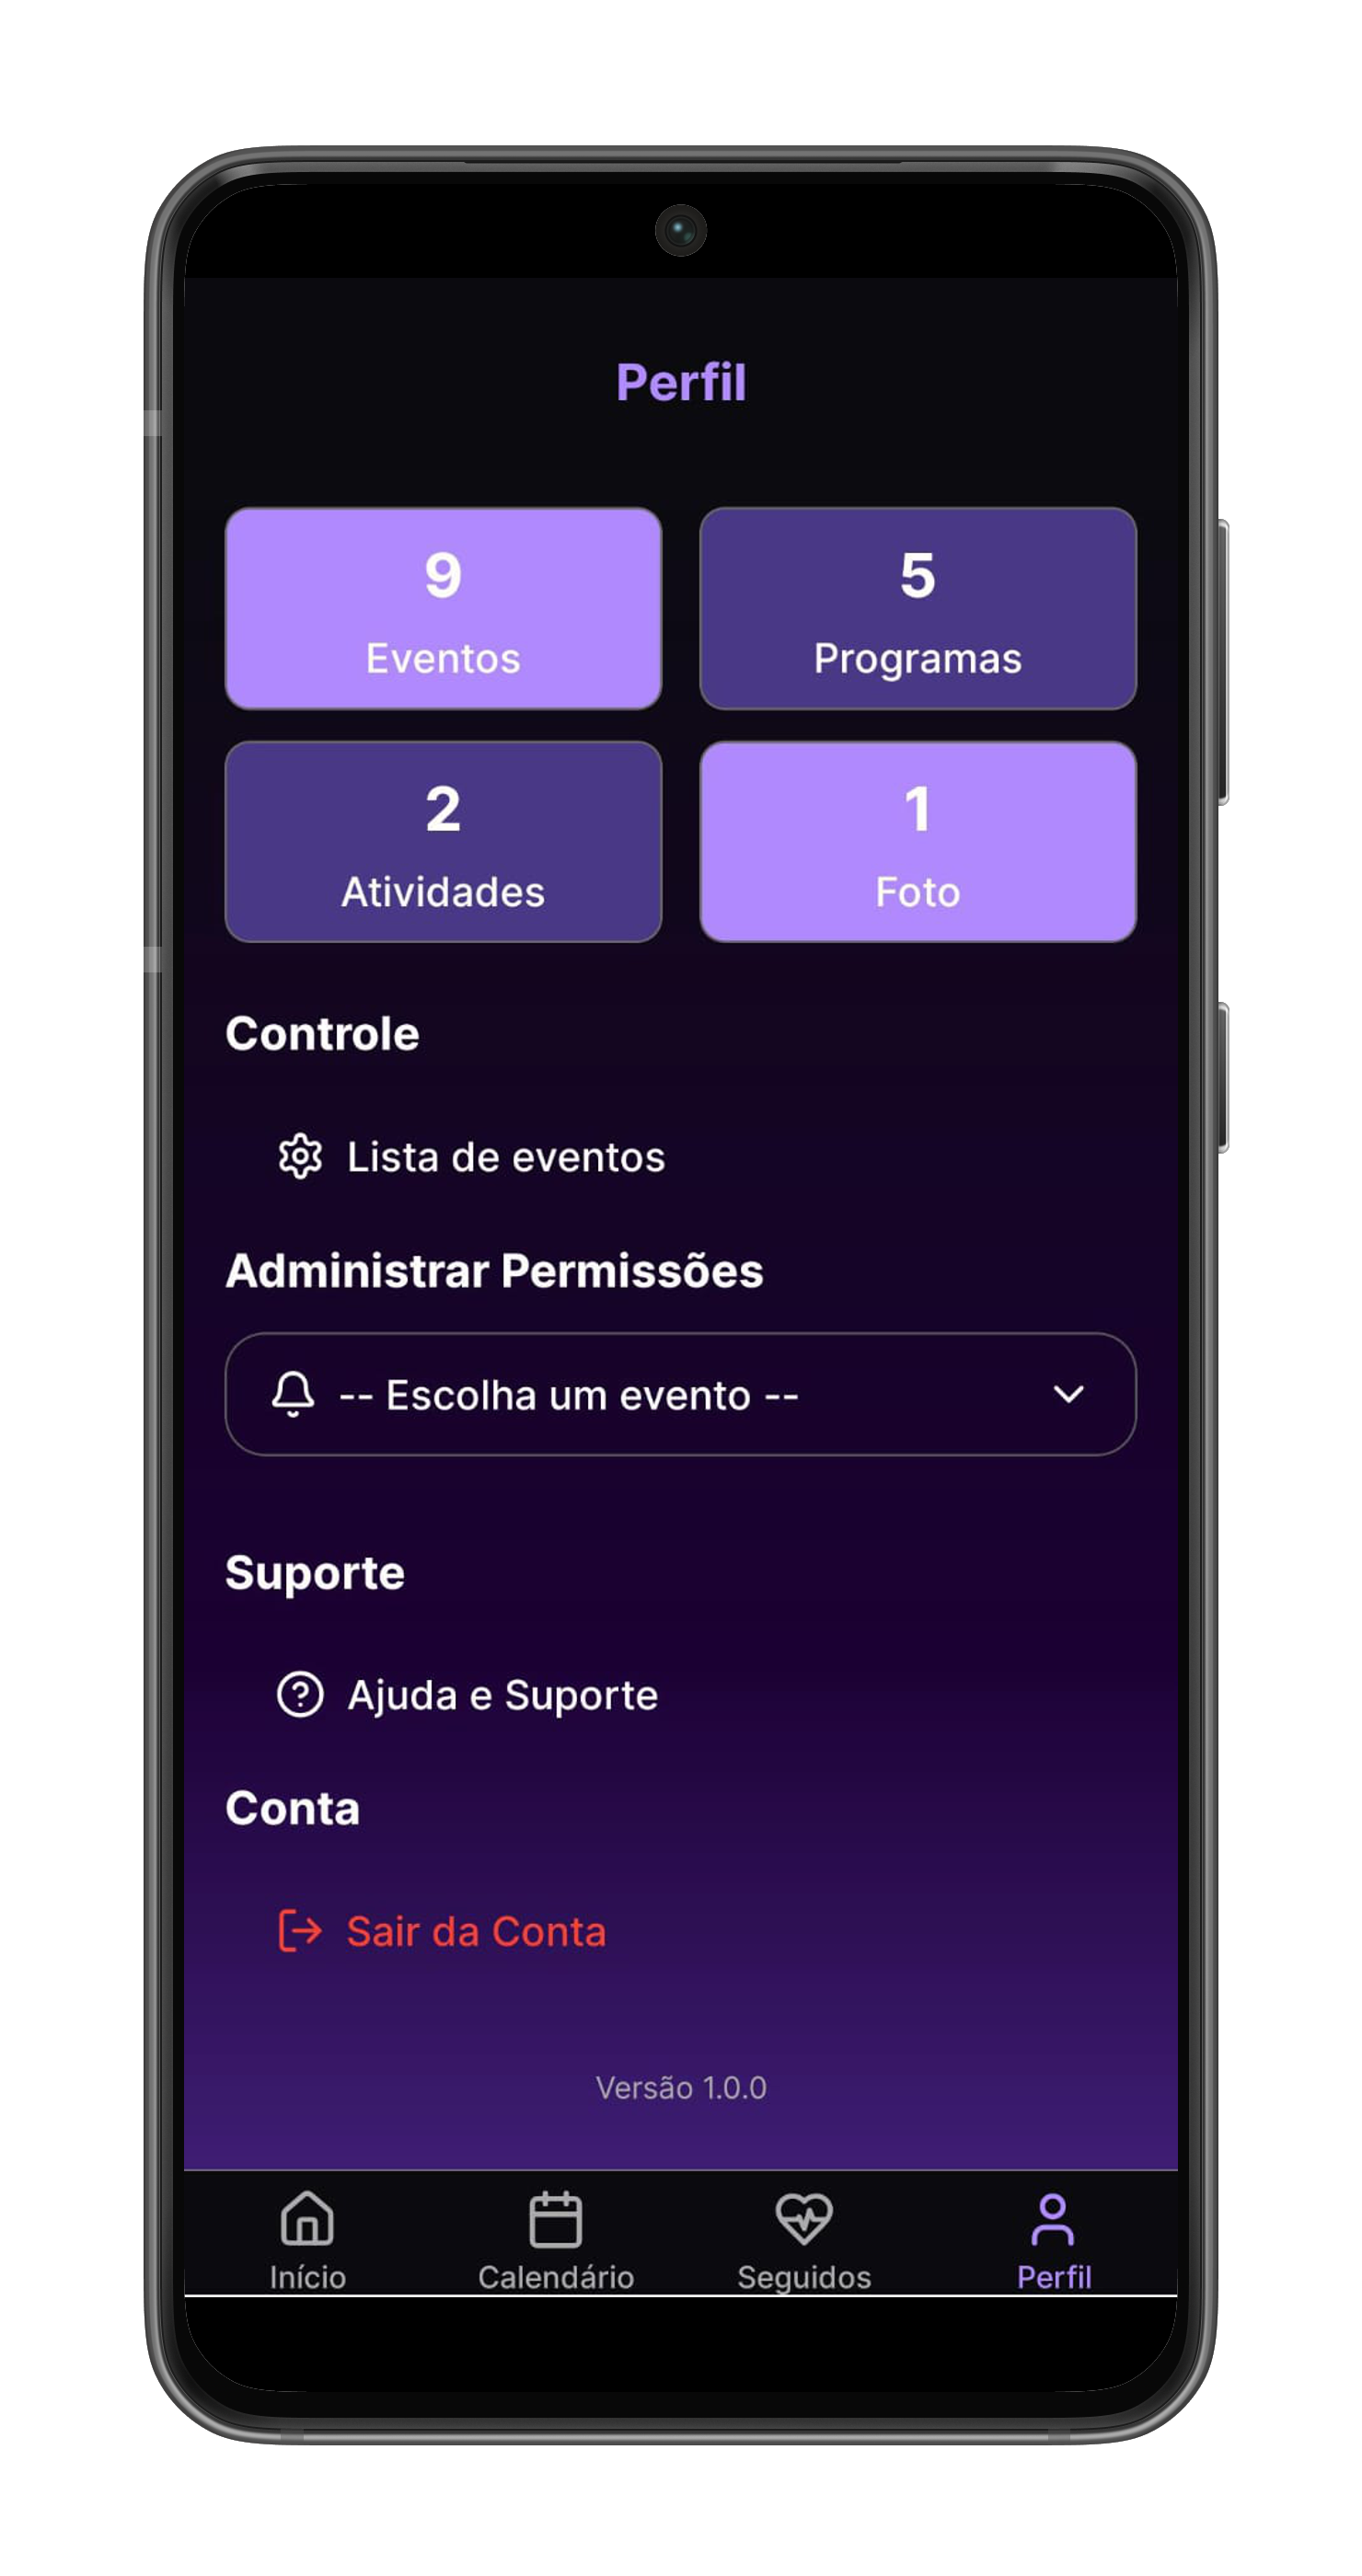 Perfil
9
Eventos
5
Programas
2
Atividades
1
Foto
Controle
Lista de eventos
Administrar Permissões
-- Escolha um evento --
Suporte
Ajuda e Suporte
Conta
Sair da Conta
Versão 1.0.0
Início
Calendário
Seguidos
Perfil